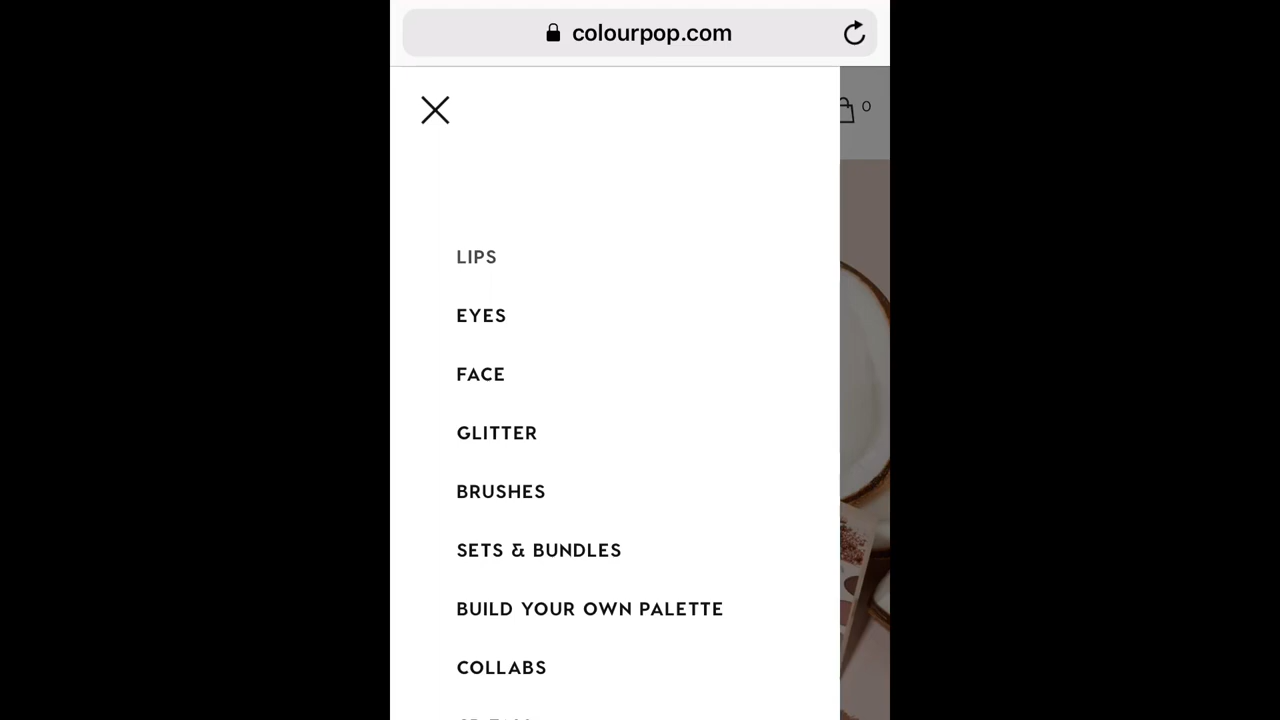 colourpop.com
0
LIPS
EYES
FACE
GLITTER
BRUSHES
SETS & BUNDLES
BUILD YOUR OWN PALETTE
COLLABS